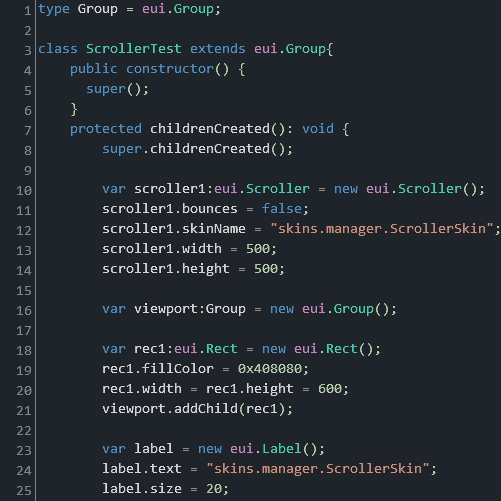 1 type Group = eui.Group;
2
3 class ScrollerTest extends eui.Group{
4     public constructor() {
5       super();
6     }
7     protected childrenCreated(): void {
8         super.childrenCreated();
9
10         var scroller1:eui.Scroller = new eui.Scroller();
11         scroller1.bounces = false;
12         scroller1.skinName = "skins.manager.ScrollerSkin";
13         scroller1.width = 500;
14         scroller1.height = 500;
15
16         var viewport:Group = new eui.Group();
17
18         var rec1:eui.Rect = new eui.Rect();
19         rec1.fillColor = 0x408080;
20         rec1.width = rec1.height = 600;
21         viewport.addChild(rec1);
22
23         var label = new eui.Label();
24         label.text = "skins.manager.ScrollerSkin";
25         label.size = 20;